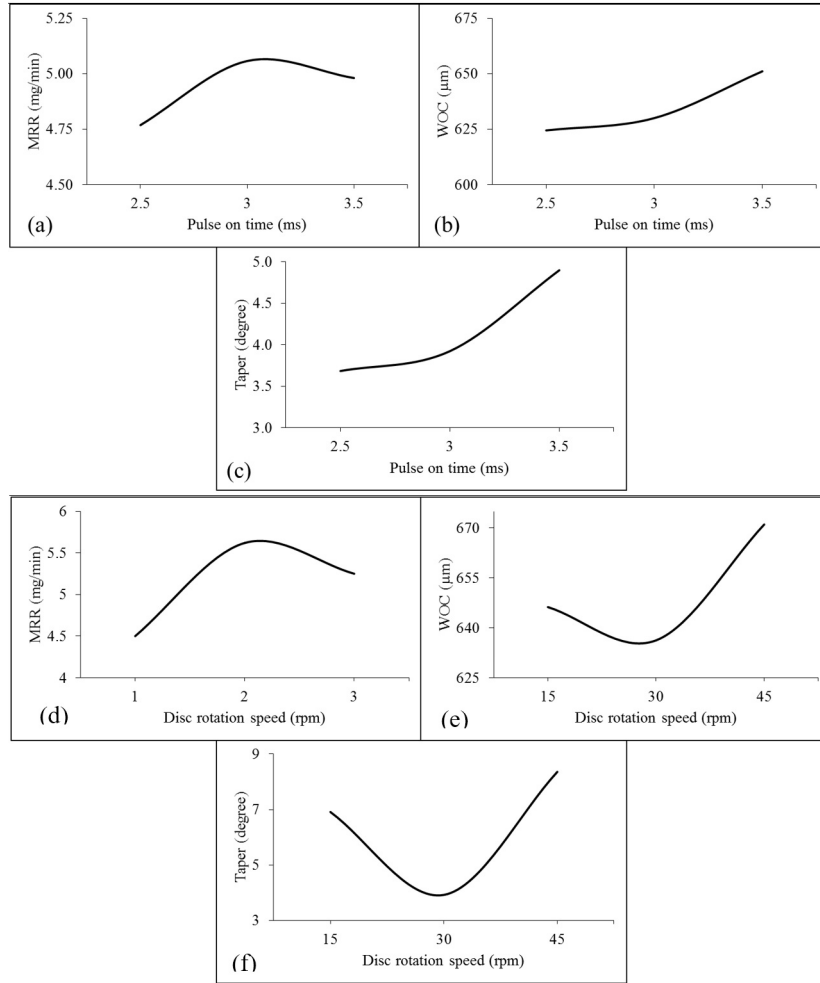 5.25
5.00
4.75
4.50
MRR (mg/min)
2.5 3 3.5
Pulse on time (ms)
(a)
675
650
625
600
WOC (μm)
2.5 3 3.5
Pulse on time (ms)
(b)
5.0
4.5
4.0
3.5
3.0
Taper (degree)
2.5 3 3.5
Pulse on time (ms)
(c)
6
5.5
5
4.5
4
MRR (mg/min)
1 2 3
Disc rotation speed (rpm)
(d)
670
655
640
625
WOC (μm)
15 30 45
Disc rotation speed (rpm)
(e)
9
7
5
3
Taper (degree)
15 30 45
Disc rotation speed (rpm)
(f)